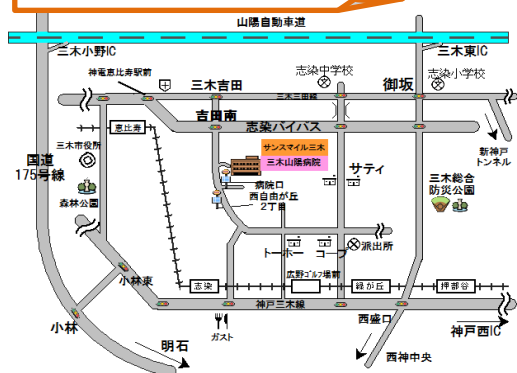 山陽自動車道
三木小野IC
三木東IC
志染中学校
志染小学校
神電恵比寿駅前
三木吉田
御坂
三木三田線
吉田南
志染バイパス
恵比寿
三木市役所
国道
175号線
森林公園
サンスマイル三木
三木山陽病院
サティ
新神戸
トンネル
病院口
西自由が丘
2丁目
三木総合
防災公園
トーホー
コープ
派出所
小林東
志染
広野ゴルフ場前
緑が丘
押部谷
神戸三木線
小林
ガスト
明石
西盛口
神戸西IC
西神中央